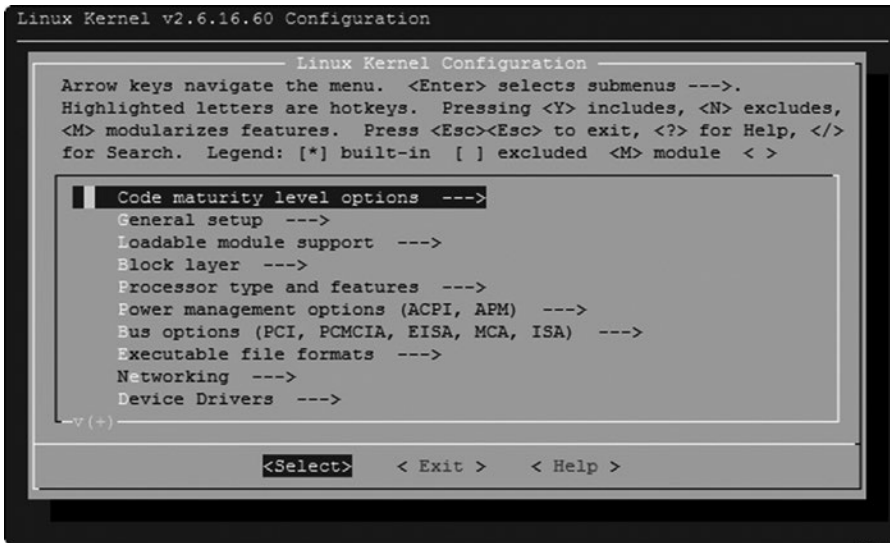 Linux Kernel v2.6.16.60 Configuration
Linux Kernel Configuration
Arrow keys navigate the menu.  <Enter> selects submenus --->.
Highlighted letters are hotkeys.  Pressing <Y> includes, <N> excludes,
<M> modularizes features.  Press <Esc><Esc> to exit, <?> for Help, </>
for Search.  Legend: [*] built-in  [ ] excluded  <M> module  < >
Code maturity level options  --->
General setup  --->
Loadable module support  --->
Block layer  --->
Processor type and features  --->
Power management options (ACPI, APM)  --->
Bus options (PCI, PCMCIA, EISA, MCA, ISA)  --->
Executable file formats  --->
Networking  --->
Device Drivers  --->
v(+)
<Select>    < Exit >    < Help >